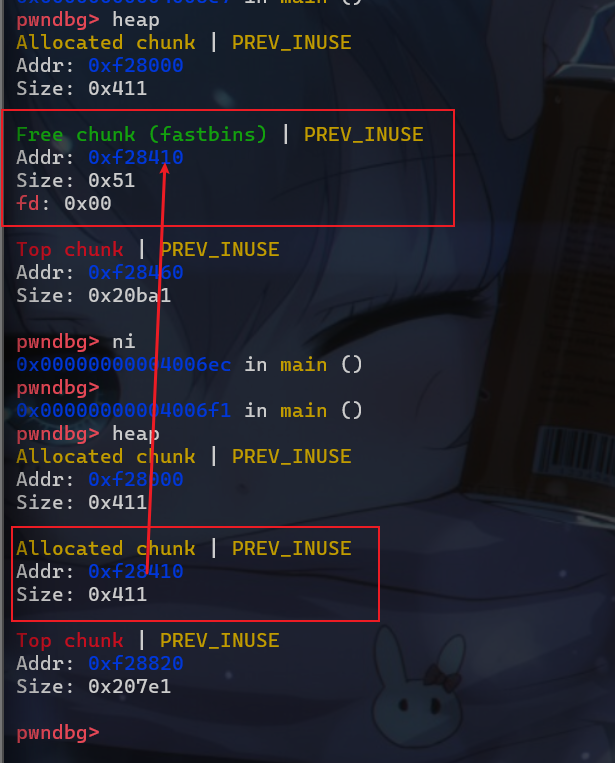 pwndbg> heap
Allocated chunk | PREV_INUSE
Addr: 0xf28000
Size: 0x411
Free chunk (fastbins) | PREV_INUSE
Addr: 0xf28410
Size: 0x51
fd: 0x00
Top chunk | PREV_INUSE
Addr: 0xf28460
Size: 0x20ba1
pwndbg> ni
0x00000000004006ec in main ()
pwndbg>
0x00000000004006f1 in main ()
pwndbg> heap
Allocated chunk | PREV_INUSE
Addr: 0xf28000
Size: 0x411
Allocated chunk | PREV_INUSE
Addr: 0xf28410
Size: 0x411
Top chunk | PREV_INUSE
Addr: 0xf28820
Size: 0x207e1
pwndbg>